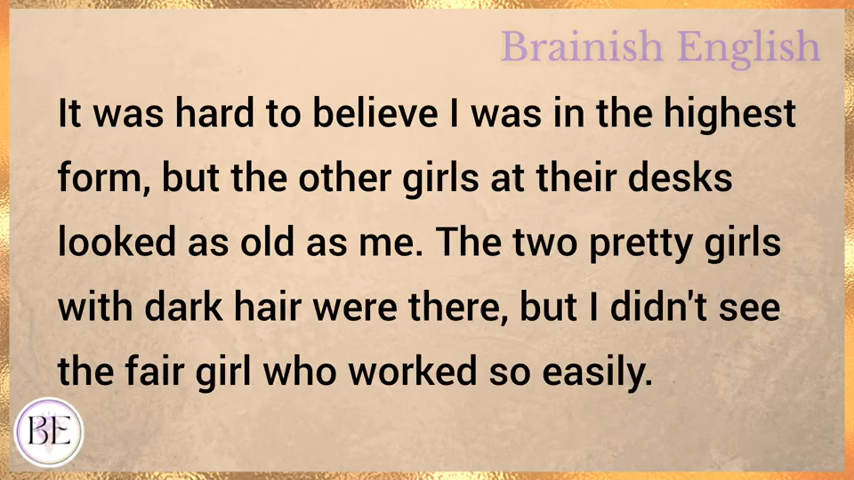 Brainish English
It was hard to believe I was in the highest
form, but the other girls at their desks
looked as old as me. The two pretty girls
with dark hair were there, but I didn't see
the fair girl who worked so easily.
BE